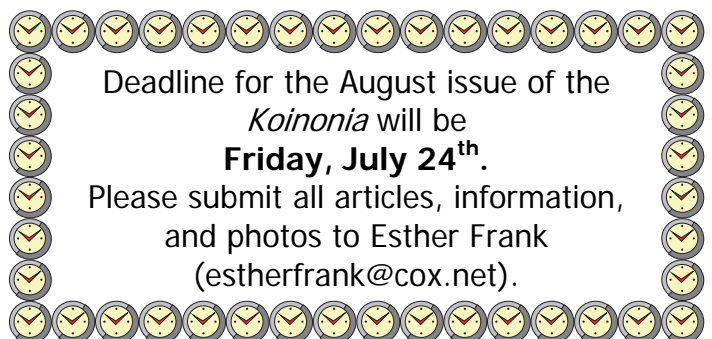 Deadline for the August issue of the
Koinonia will be
Friday, July 24th.
Please submit all articles, information,
and photos to Esther Frank
(estherfrank@cox.net).